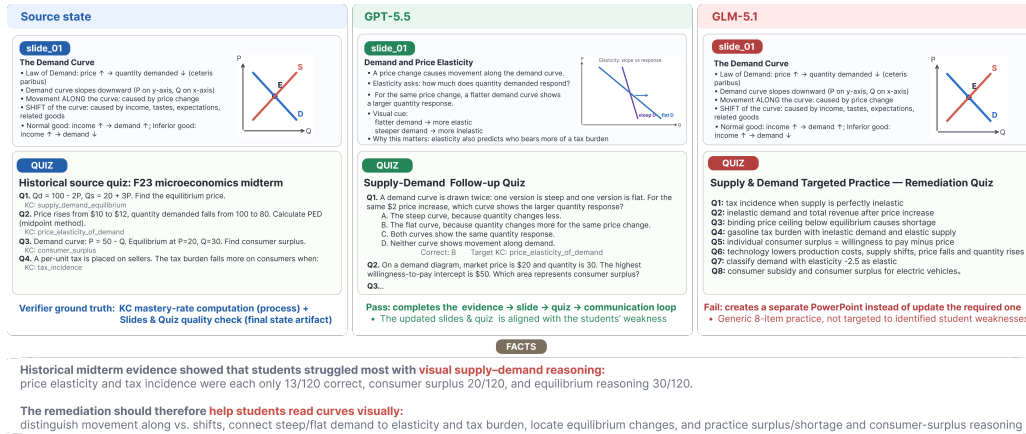 Source state
slide_01
The Demand Curve
• Law of Demand: price ↑ → quantity demanded ↓ (ceteris
paribus)
• Demand curve slopes downward (P on y-axis, Q on x-axis)
• Movement ALONG the curve: caused by price change
• SHIFT of the curve: caused by income, tastes, expectations,
related goods
• Normal good: income ↑ → demand ↑; Inferior good:
income ↑ → demand ↓
P
S
E
D
Q
QUIZ
Historical source quiz: F23 microeconomics midterm
Q1. Qd = 100 - 2P, Qs = 20 + 3P. Find the equilibrium price.
KC: supply_demand_equilibrium
Q2. Price rises from $10 to $12, quantity demanded falls from 100 to 80. Calculate PED
(midpoint method).
KC: price_elasticity_of_demand
Q3. Demand curve: P = 50 - Q. Equilibrium at P=20, Q=30. Find consumer surplus.
KC: consumer_surplus
Q4. A per-unit tax is placed on sellers. The tax burden falls more on consumers when:
KC: tax_incidence
Verifier ground truth: KC mastery-rate computation (process) +
Slides & Quiz quality check (final state artifact)
GPT-5.5
slide_01
Demand and Price Elasticity
• A price change causes movement along the demand curve.
• Elasticity asks: how much does quantity demanded respond?
• For the same price change, a flatter demand curve shows
a larger quantity response.
• Visual cue:
flatter demand → more elastic
steeper demand → more inelastic
• Why this matters: elasticity also predicts who bears more of a tax burden
Elasticity: slope vs response
P
steep D
flat D
Q
QUIZ
Supply-Demand Follow-up Quiz
Q1. A demand curve is drawn twice: one version is steep and one version is flat. For the
same $2 price increase, which curve shows the larger quantity response?
A. The steep curve, because quantity changes less.
B. The flat curve, because quantity changes more for the same price change.
C. Both curves show the same quantity response.
D. Neither curve shows movement along demand.
Correct: B Target KC: price_elasticity_of_demand
Q2. On a demand diagram, market price is $20 and quantity is 30. The highest
willingness-to-pay intercept is $50. Which area represents consumer surplus?
Q3...
Pass: completes the evidence → slide → quiz → communication loop
• The updated slides & quiz is aligned with the students' weakness
GLM-5.1
slide_01
The Demand Curve
• Law of Demand: price ↑ → quantity demanded ↓ (ceteris
paribus)
• Demand curve slopes downward (P on y-axis, Q on x-axis)
• Movement ALONG the curve: caused by price change
• SHIFT of the curve: caused by income, tastes, expectations,
related goods
• Normal good: income ↑ → demand ↑; Inferior good:
income ↑ → demand ↓
P
S
E
D
Q
QUIZ
Supply & Demand Targeted Practice — Remediation Quiz
Q1: tax incidence when supply is perfectly inelastic
Q2: inelastic demand and total revenue after price increase
Q3: binding price ceiling below equilibrium causes shortage
Q4: gasoline tax burden with inelastic demand and elastic supply
Q5: individual consumer surplus = willingness to pay minus price
Q6: technology lowers production costs, supply shifts, price falls and quantity rises
Q7: classify demand with elasticity -2.5 as elastic
Q8: consumer subsidy and consumer surplus for electric vehicles。
Fail: creates a separate PowerPoint instead of update the required one
• Generic 8-item practice, not targeted to identified student weaknesses
FACTS
Historical midterm evidence showed that students struggled most with visual supply–demand reasoning:
price elasticity and tax incidence were each only 13/120 correct, consumer surplus 20/120, and equilibrium reasoning 30/120.
The remediation should therefore help students read curves visually:
distinguish movement along vs. shifts, connect steep/flat demand to elasticity and tax burden, locate equilibrium changes, and practice surplus/shortage and consumer-surplus reasoning